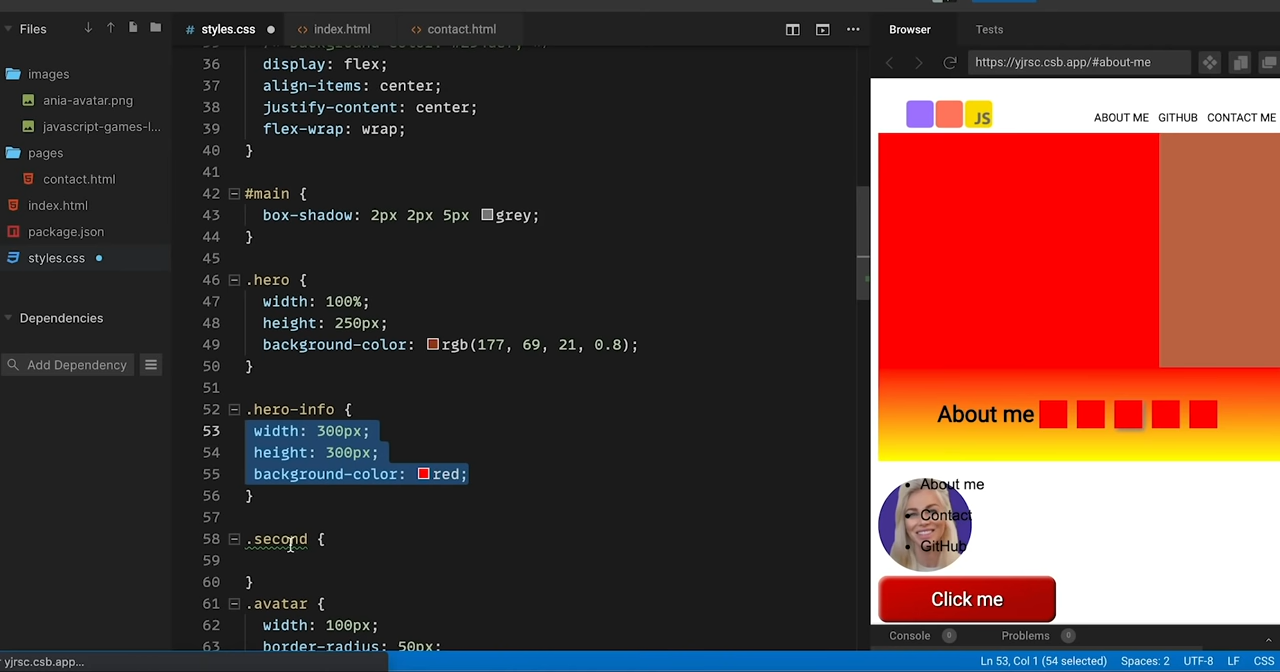 Files
styles.css
index.html
contact.html
Browser
Tests
https://yjrsc.csb.app/#about-me
images
ania-avatar.png
javascript-games-l...
pages
contact.html
index.html
package.json
styles.css
Dependencies
Add Dependency
36 display: flex;
37 align-items: center;
38 justify-content: center;
39 flex-wrap: wrap;
40 }
41
42 #main {
43 box-shadow: 2px 2px 5px grey;
44 }
45
46 .hero {
47 width: 100%;
48 height: 250px;
49 background-color: rgb(177, 69, 21, 0.8);
50 }
51
52 .hero-info {
53 width: 300px;
54 height: 300px;
55 background-color: red;
56 }
57
58 .second {
59
60 }
61 .avatar {
62 width: 100px;
63 border-radius: 50px;
JS
ABOUT ME GITHUB CONTACT ME
About me
About me
Contact
GitHub
Click me
Console 0 Problems 0
yjrsc.csb.app...
Ln 53, Col 1 (54 selected) Spaces: 2 UTF-8 LF CSS